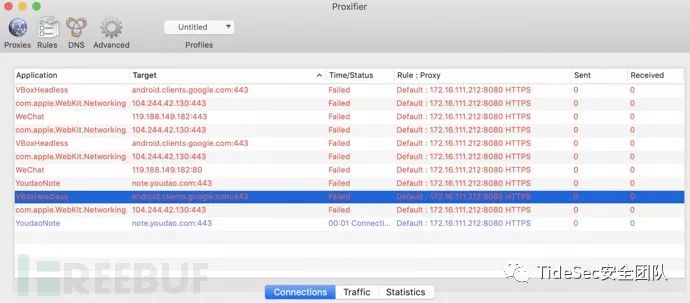 Proxifier
Untitled
Proxies Rules DNS Advanced Profiles
Application Target Time/Status Rule : Proxy Sent Received
VBoxHeadless android.clients.google.com:443 Failed Default : 172.16.111.212:8080 HTTPS 0 0
com.apple.WebKit.Networking 104.244.42.130:443 Failed Default : 172.16.111.212:8080 HTTPS 0 0
WeChat 119.188.149.182:443 Failed Default : 172.16.111.212:8080 HTTPS 0 0
com.apple.WebKit.Networking 104.244.42.130:443 Failed Default : 172.16.111.212:8080 HTTPS 0 0
VBoxHeadless android.clients.google.com:443 Failed Default : 172.16.111.212:8080 HTTPS 0 0
com.apple.WebKit.Networking 104.244.42.130:443 Failed Default : 172.16.111.212:8080 HTTPS 0 0
WeChat 119.188.149.182:80 Failed Default : 172.16.111.212:8080 HTTPS 0 0
YoudaoNote note.youdao.com:443 Failed Default : 172.16.111.212:8080 HTTPS 0 0
VBoxHeadless android.clients.google.com:443 Failed Default : 172.16.111.212:8080 HTTPS 0 0
com.apple.WebKit.Networking 104.244.42.130:443 Failed Default : 172.16.111.212:8080 HTTPS 0 0
YoudaoNote note.youdao.com:443 00:01 Connecti... Default : 172.16.111.212:8080 HTTPS 0 0
REEBUF
TideSec安全团队
Connections Traffic Statistics